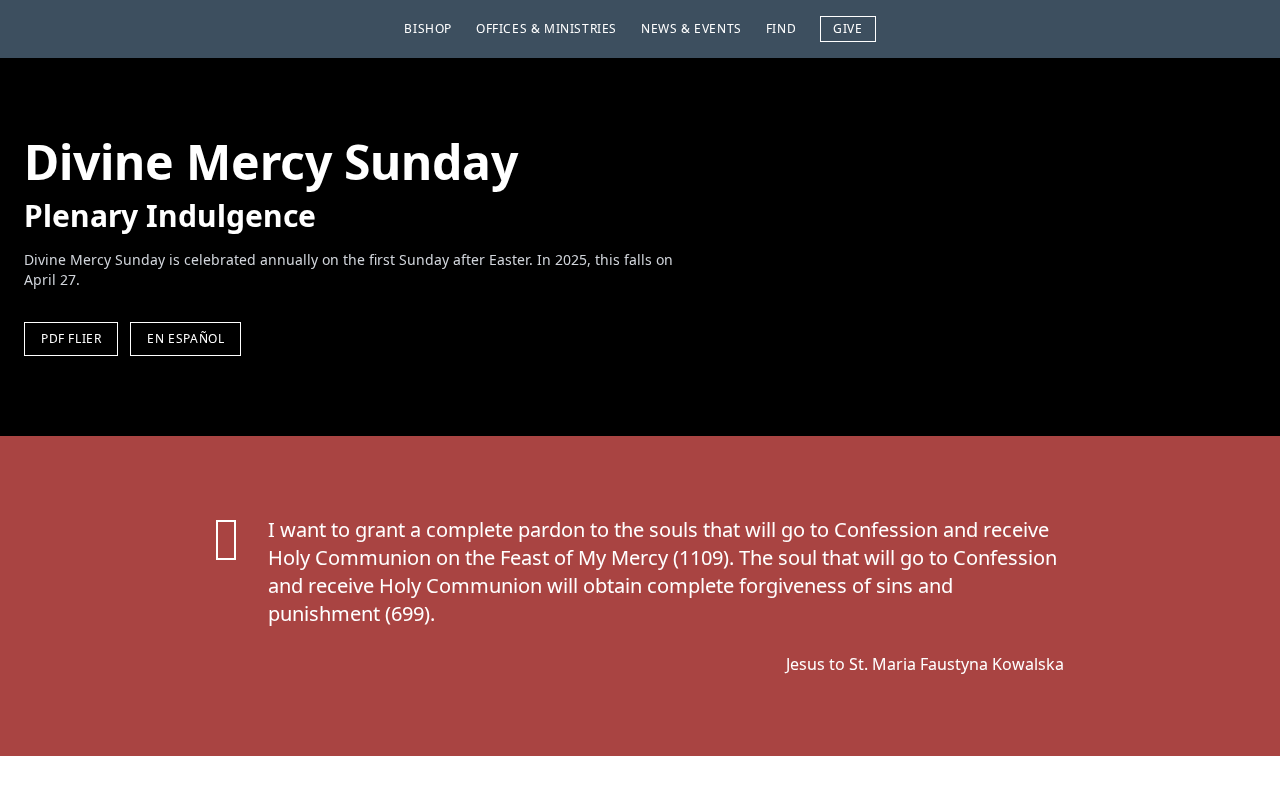 BISHOP OFFICES & MINISTRIES NEWS & EVENTS FIND GIVE
Divine Mercy Sunday
Plenary Indulgence
Divine Mercy Sunday is celebrated annually on the first Sunday after Easter. In 2025, this falls on
April 27.
PDF FLIER EN ESPAÑOL
I want to grant a complete pardon to the souls that will go to Confession and receive
Holy Communion on the Feast of My Mercy (1109). The soul that will go to Confession
and receive Holy Communion will obtain complete forgiveness of sins and
punishment (699).
Jesus to St. Maria Faustyna Kowalska